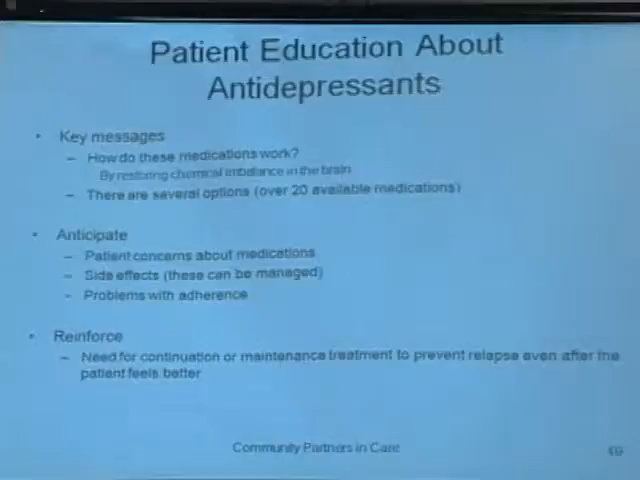 Patient Education About
Antidepressants
• Key messages
– How do these medications work?
By restoring chemical imbalance in the brain
– There are several options (over 20 available medications)
• Anticipate
– Patient concerns about medications
– Side effects (these can be managed)
– Problems with adherence
• Reinforce
– Need for continuation or maintenance treatment to prevent relapse even after the
patient feels better
Community Partners in Care